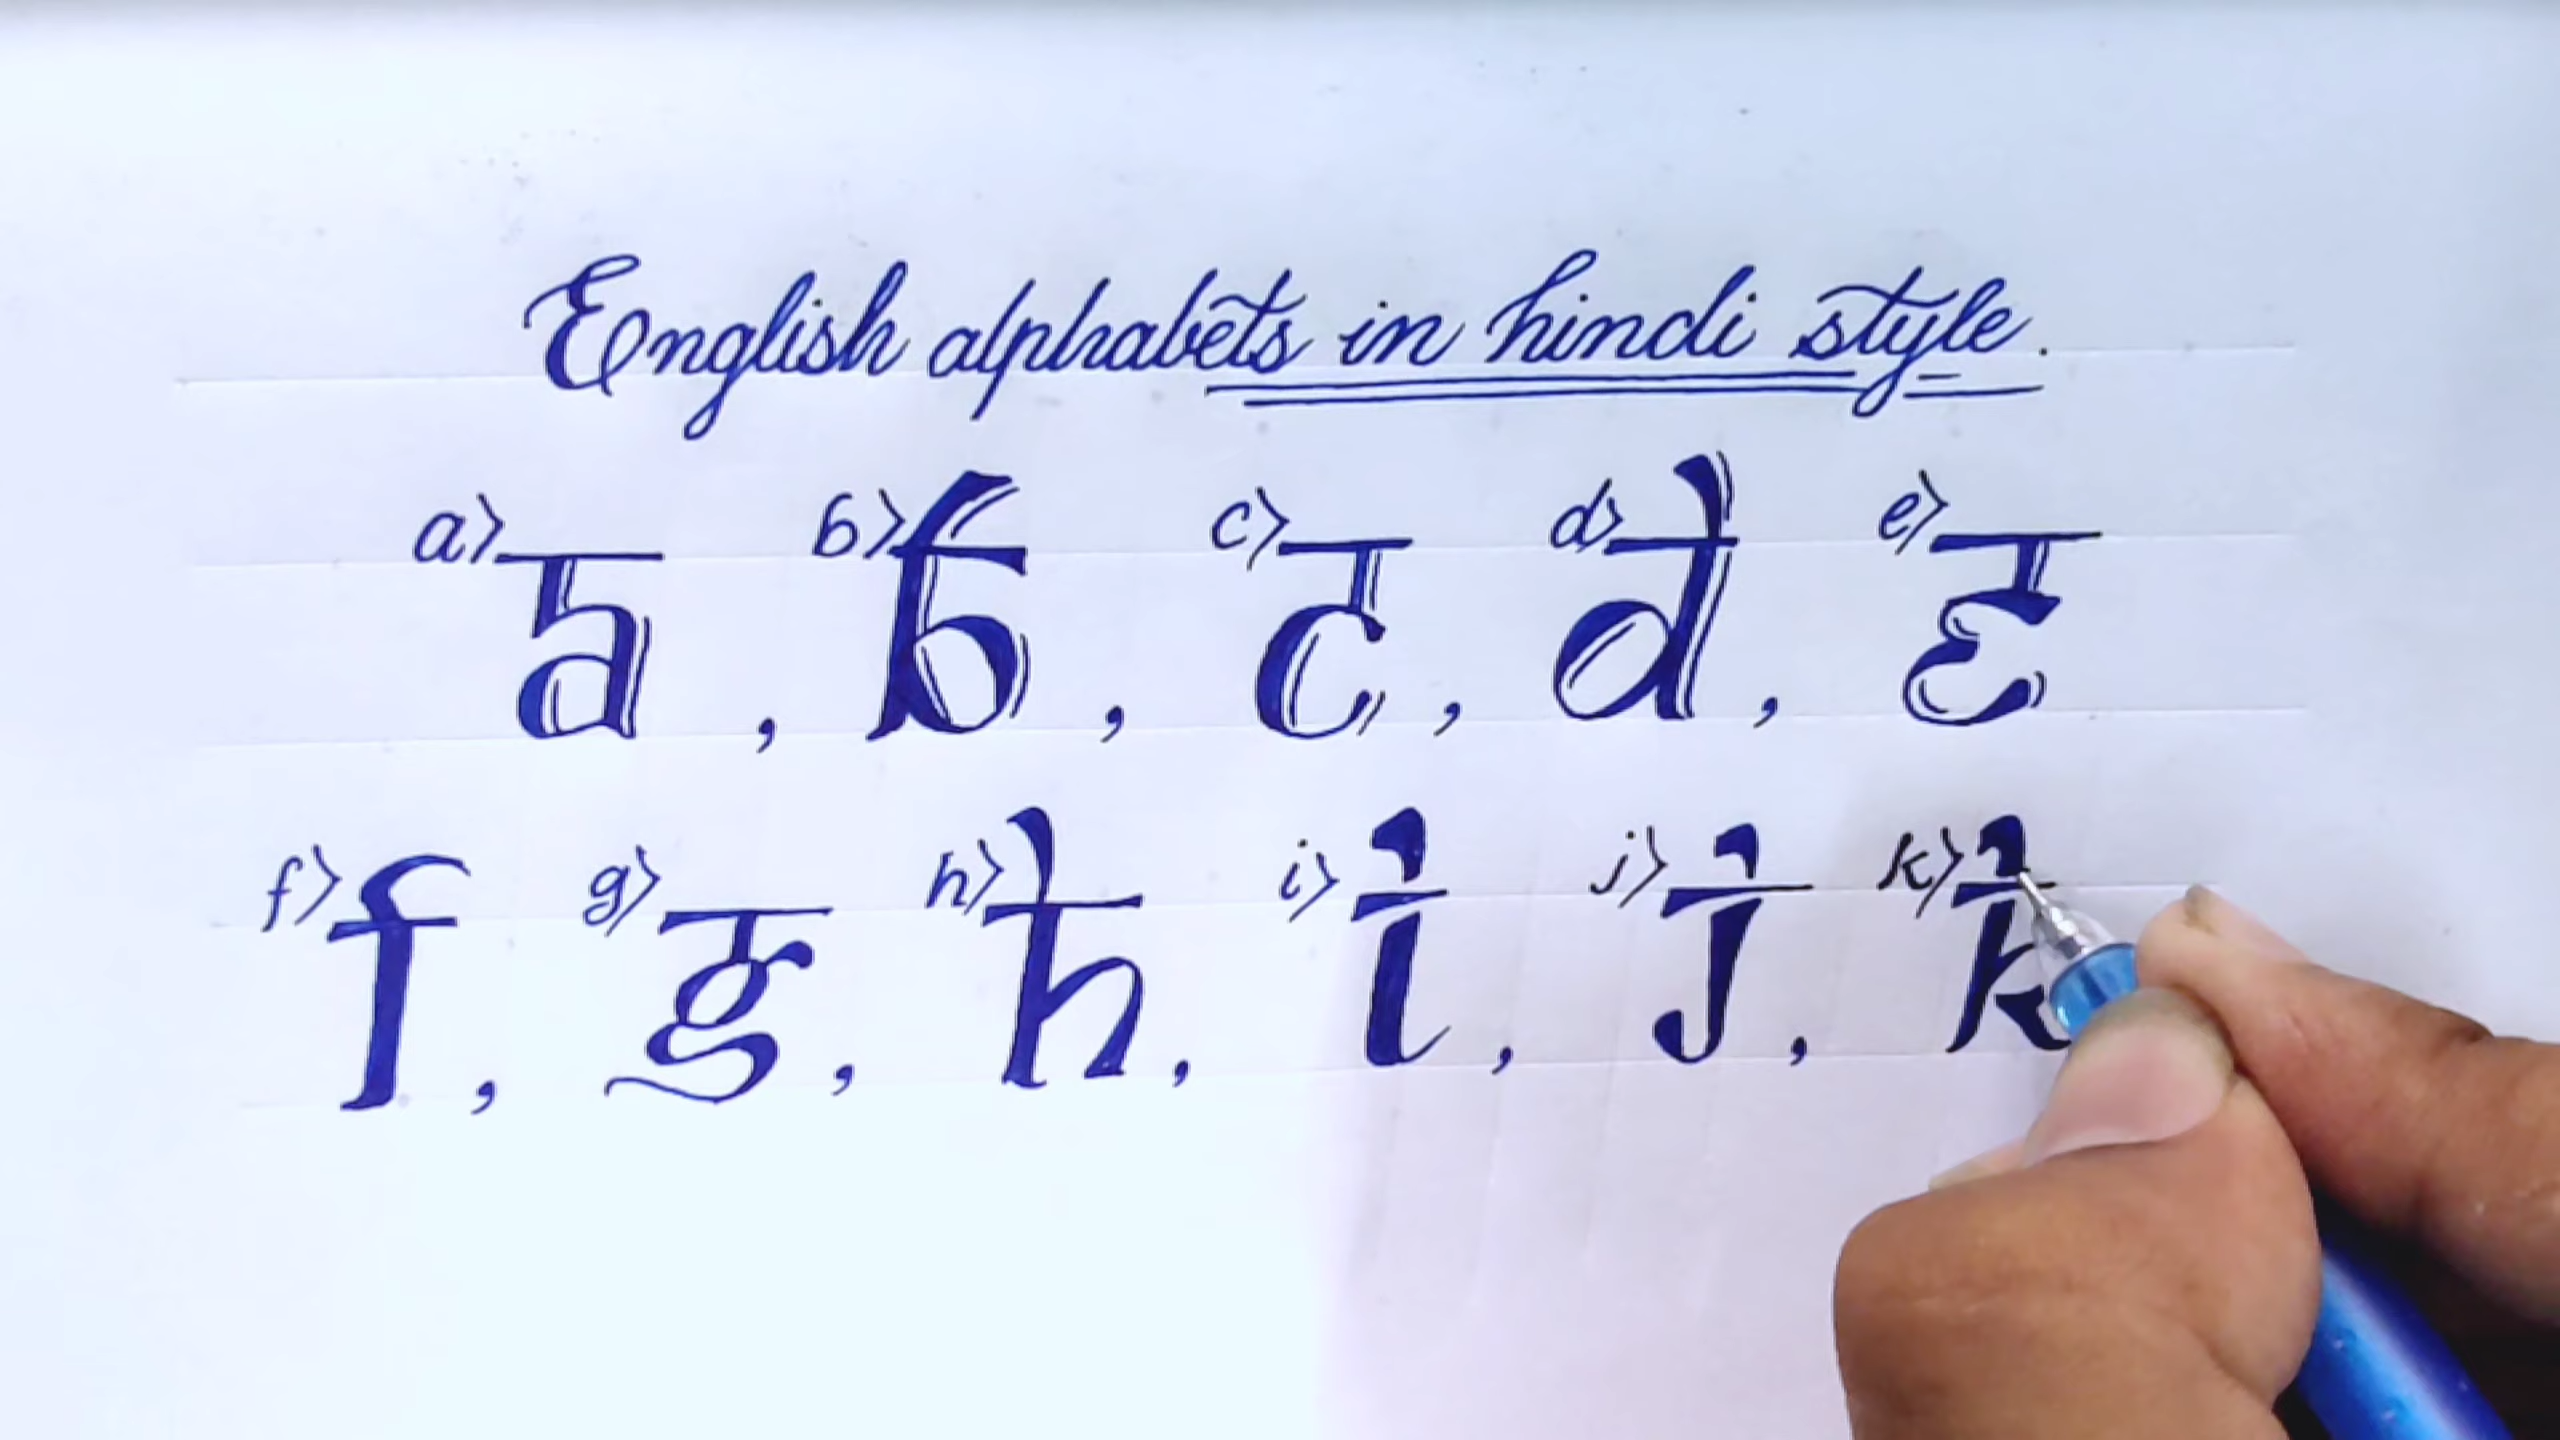 English alphabets in hindi style.
a> a, b> b, c> c, d> d, e> e
f> f, g> g, h> h, i> i, j> j, k> k